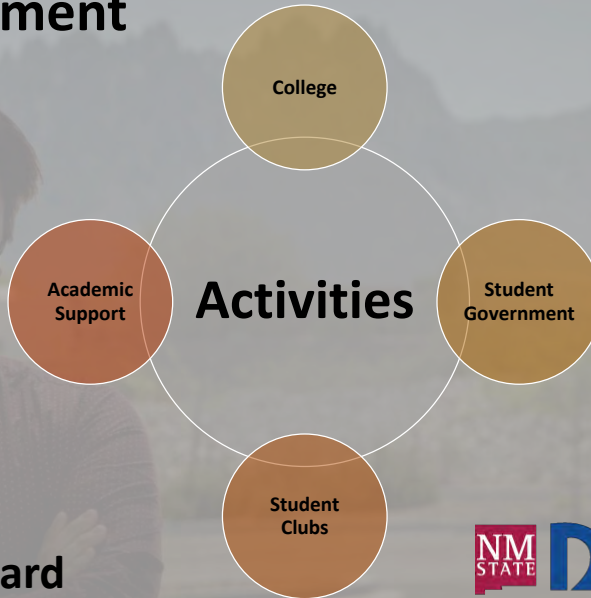 ment
College
Academic
Support
Activities
Student
Government
Student
Clubs
ard
NM
STATE
D